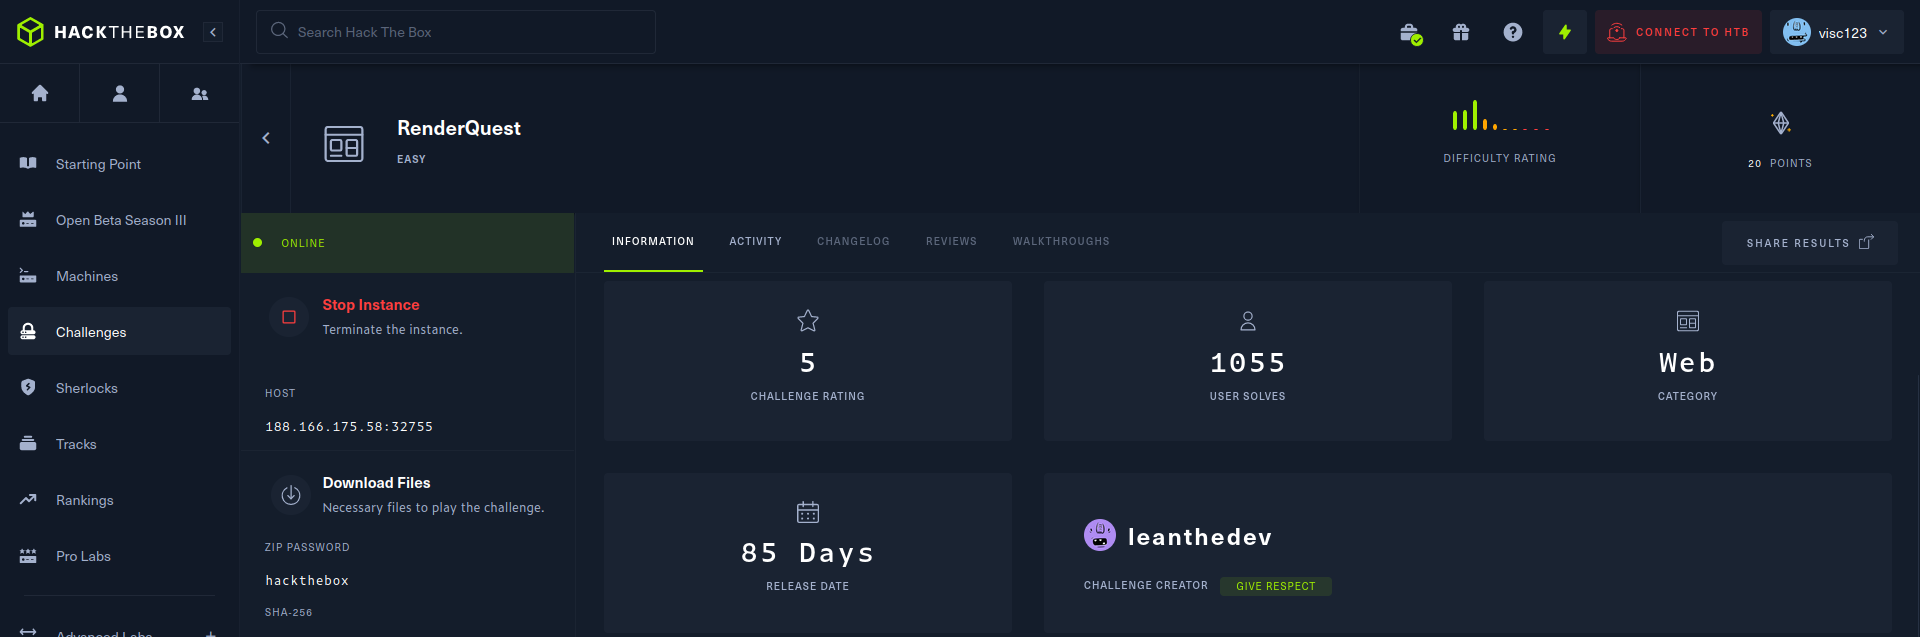 HACKTHEBOX
Search Hack The Box
CONNECT TO HTB
visc123
Starting Point
Open Beta Season III
Machines
Challenges
Sherlocks
Tracks
Rankings
Pro Labs
Advanced Labs
RenderQuest
EASY
DIFFICULTY RATING
20 POINTS
ONLINE
Stop Instance
Terminate the instance.
HOST
188.166.175.58:32755
Download Files
Necessary files to play the challenge.
ZIP PASSWORD
hackthebox
SHA-256
INFORMATION
ACTIVITY
CHANGELOG
REVIEWS
WALKTHROUGHS
SHARE RESULTS
5
CHALLENGE RATING
1055
USER SOLVES
Web
CATEGORY
85 Days
RELEASE DATE
leanthedev
CHALLENGE CREATOR
GIVE RESPECT